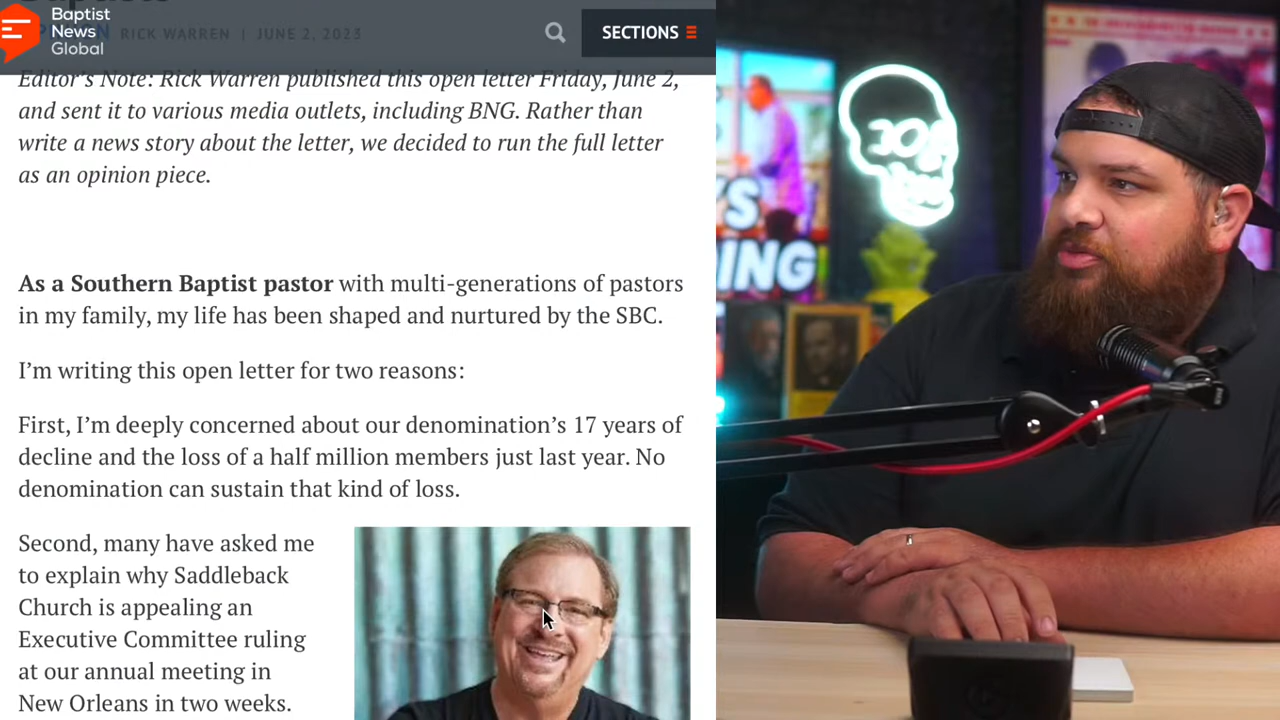 Baptist
News
Global
RICK WARREN | JUNE 2, 2023
SECTIONS
Editor's Note: Rick Warren published this open letter Friday, June 2,
and sent it to various media outlets, including BNG. Rather than
write a news story about the letter, we decided to run the full letter
as an opinion piece.
As a Southern Baptist pastor with multi-generations of pastors
in my family, my life has been shaped and nurtured by the SBC.
I'm writing this open letter for two reasons:
First, I'm deeply concerned about our denomination's 17 years of
decline and the loss of a half million members just last year. No
denomination can sustain that kind of loss.
Second, many have asked me
to explain why Saddleback
Church is appealing an
Executive Committee ruling
at our annual meeting in
New Orleans in two weeks.